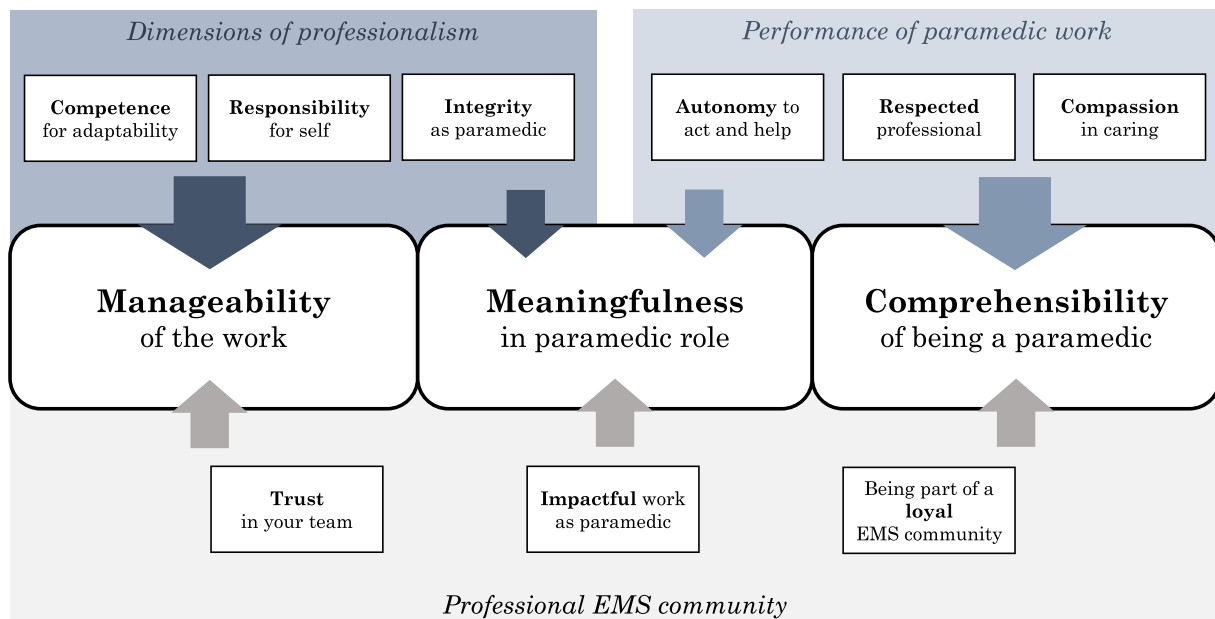 Dimensions of professionalism
Performance of paramedic work
Competence
for adaptability
Responsibility
for self
Integrity
as paramedic
Autonomy to
act and help
Respected
professional
Compassion
in caring
Manageability
of the work
Meaningfulness
in paramedic role
Comprehensibility
of being a paramedic
Trust
in your team
Impactful work
as paramedic
Being part of a
loyal
EMS community
Professional EMS community